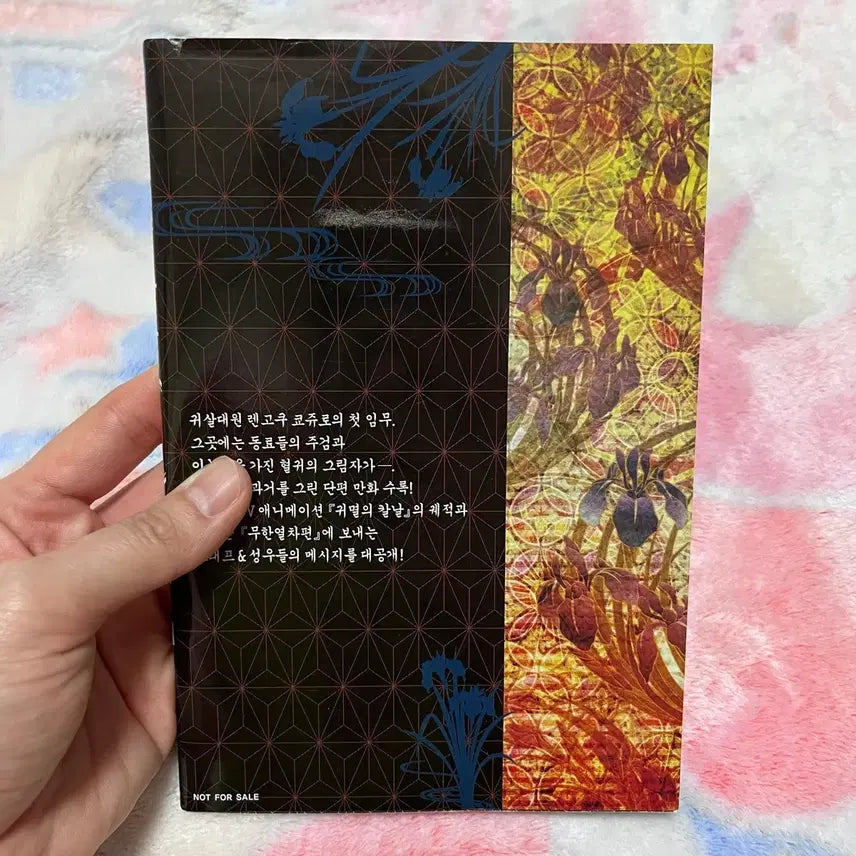 귀살대원 렌고쿠 쿄쥬로의 첫 임무.
그곳에는 동료들의 주검과
가진 혈귀의 그림자가—.
과거를 그린 단편 만화 수록!
애니메이션 『귀멸의 칼날』의 궤적과
『무한열차편』에 보내는
& 성우들의 메시지를 대공개!
NOT FOR SALE